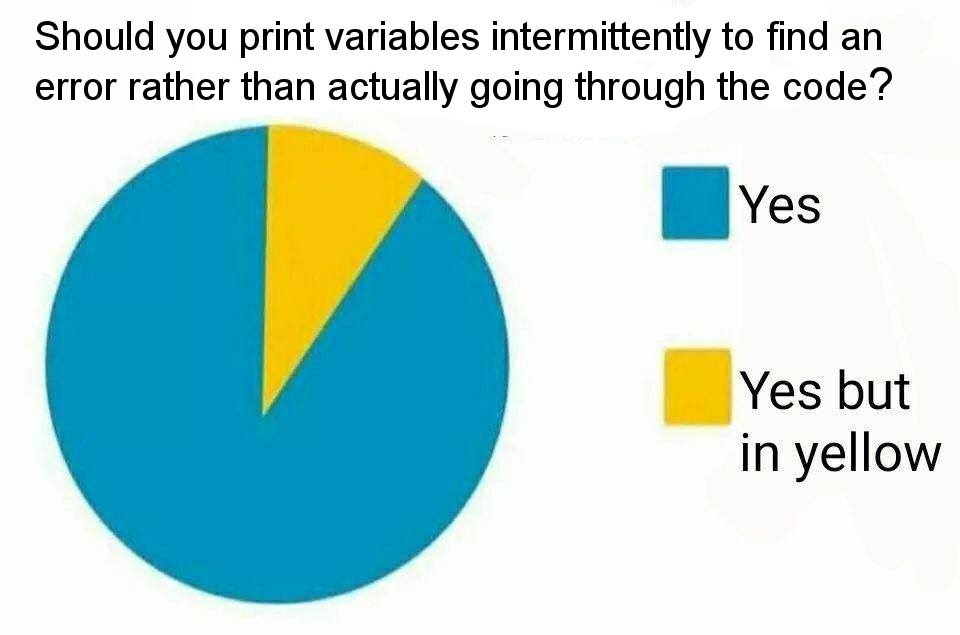 Should you print variables intermittently to find an
error rather than actually going through the code?
Yes
Yes but
in yellow